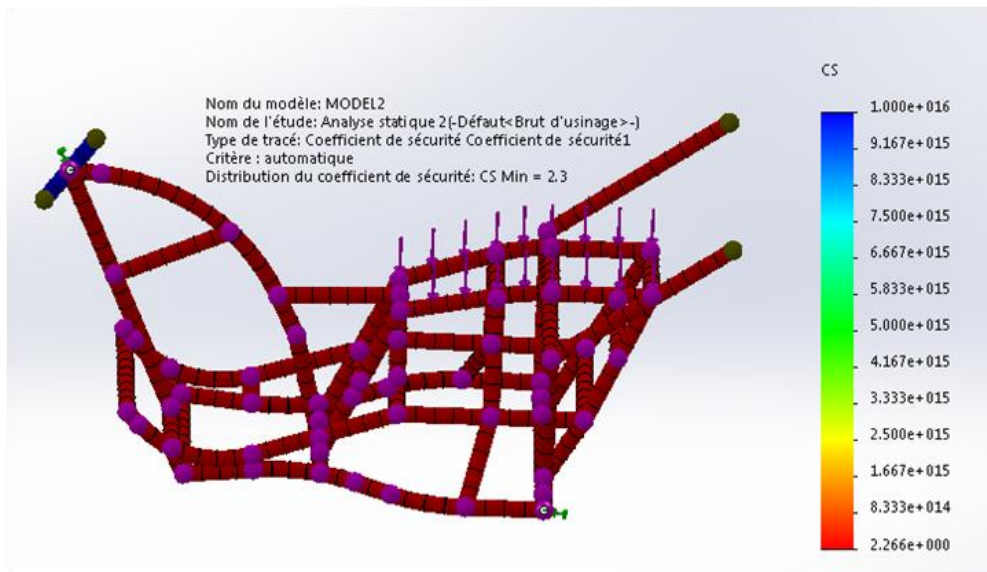 CS
Nom du modèle: MODEL2
Nom de l'étude: Analyse statique 2(-Défaut<Brut d'usinage>-)
Type de tracé: Coefficient de sécurité Coefficient de sécurité1
Critère : automatique
Distribution du coefficient de sécurité: CS Min = 2.3
1.000e+016
9.167e+015
8.333e+015
7.500e+015
6.667e+015
5.833e+015
5.000e+015
4.167e+015
3.333e+015
2.500e+015
1.667e+015
8.333e+014
2.266e+000